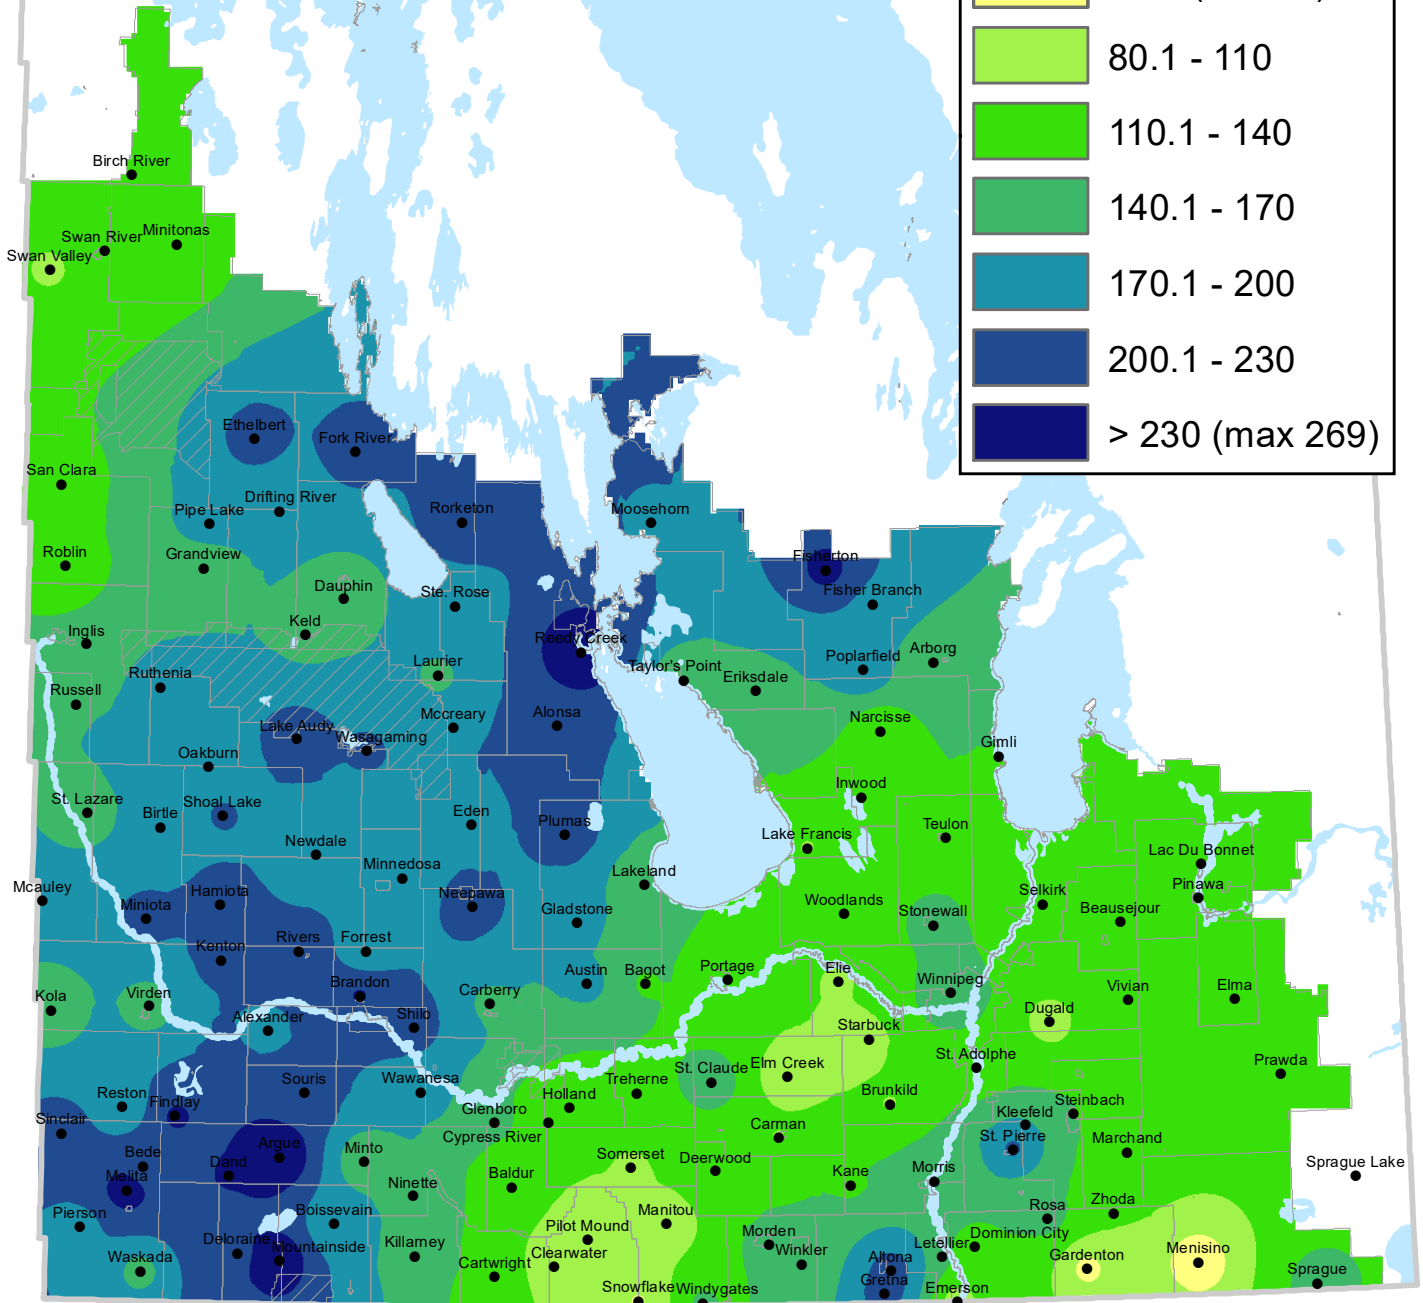 80.1 - 110
110.1 - 140
140.1 - 170
170.1 - 200
200.1 - 230
> 230 (max 269)
Birch River
Swan River
Minitonas
Swan Valley
Ethelbert
Fork River
San Clara
Drifting River
Pipe Lake
Rorketon
Moosehorn
Roblin
Grandview
Fisherton
Dauphin
Ste. Rose
Fisher Branch
Inglis
Keld
Reedy Creek
Laurier
Taylor's Point
Eriksdale
Poplarfield
Arborg
Ruthenia
Russell
Mccreary
Alonsa
Narcisse
Lake Audy
Wasagaming
Gimli
Oakburn
Inwood
St. Lazare
Birtle
Shoal Lake
Eden
Plumas
Lake Francis
Teulon
Newdale
Lac Du Bonnet
Minnedosa
Lakeland
Pinawa
Mcauley
Hamiota
Miniota
Neepawa
Gladstone
Woodlands
Stonewall
Selkirk
Beausejour
Kenton
Rivers
Forrest
Austin
Bagot
Portage
Elie
Winnipeg
Vivian
Elma
Kola
Virden
Brandon
Carberry
Dugald
Alexander
Shilo
Starbuck
St. Adolphe
Prawda
Reston
Findlay
Souris
Wawanesa
Treherne
St. Claude
Elm Creek
Holland
Brunkild
Steinbach
Sinclair
Glenboro
Kleefeld
Cypress River
Carman
St. Pierre
Marchand
Bede
Argue
Minto
Dand
Somerset
Deerwood
Sprague Lake
Melita
Baldur
Kane
Morris
Ninette
Pierson
Boissevain
Manitou
Rosa
Zhoda
Pilot Mound
Morden
Dominion City
Deloraine
Mountainside
Killarney
Clearwater
Winkler
Letellier
Waskada
Cartwright
Altona
Gardenton
Menisino
Gretna
Sprague
Snowflake
Windygates
Emerson